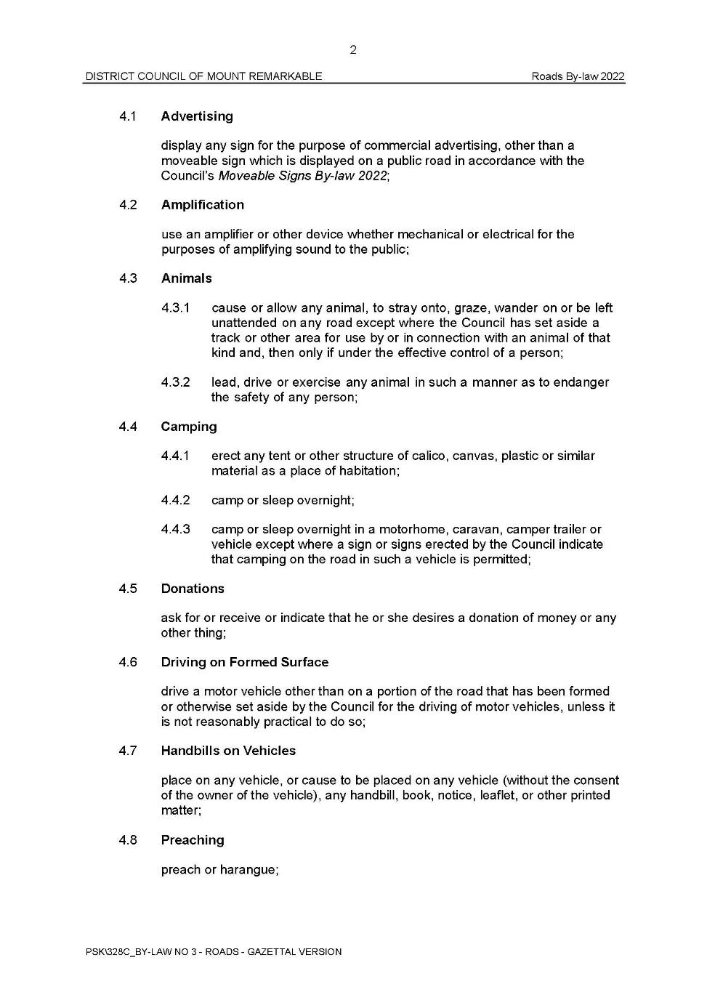 2
DISTRICT COUNCIL OF MOUNT REMARKABLE Roads By-law 2022
4.1 Advertising
display any sign for the purpose of commercial advertising, other than a
moveable sign which is displayed on a public road in accordance with the
Council's Moveable Signs By-law 2022;
4.2 Amplification
use an amplifier or other device whether mechanical or electrical for the
purposes of amplifying sound to the public;
4.3 Animals
4.3.1 cause or allow any animal, to stray onto, graze, wander on or be left
unattended on any road except where the Council has set aside a
track or other area for use by or in connection with an animal of that
kind and, then only if under the effective control of a person;
4.3.2 lead, drive or exercise any animal in such a manner as to endanger
the safety of any person;
4.4 Camping
4.4.1 erect any tent or other structure of calico, canvas, plastic or similar
material as a place of habitation;
4.4.2 camp or sleep overnight;
4.4.3 camp or sleep overnight in a motorhome, caravan, camper trailer or
vehicle except where a sign or signs erected by the Council indicate
that camping on the road in such a vehicle is permitted;
4.5 Donations
ask for or receive or indicate that he or she desires a donation of money or any
other thing;
4.6 Driving on Formed Surface
drive a motor vehicle other than on a portion of the road that has been formed
or otherwise set aside by the Council for the driving of motor vehicles, unless it
is not reasonably practical to do so;
4.7 Handbills on Vehicles
place on any vehicle, or cause to be placed on any vehicle (without the consent
of the owner of the vehicle), any handbill, book, notice, leaflet, or other printed
matter;
4.8 Preaching
preach or harangue;
PSK\328C_BY-LAW NO 3 - ROADS - GAZETTAL VERSION